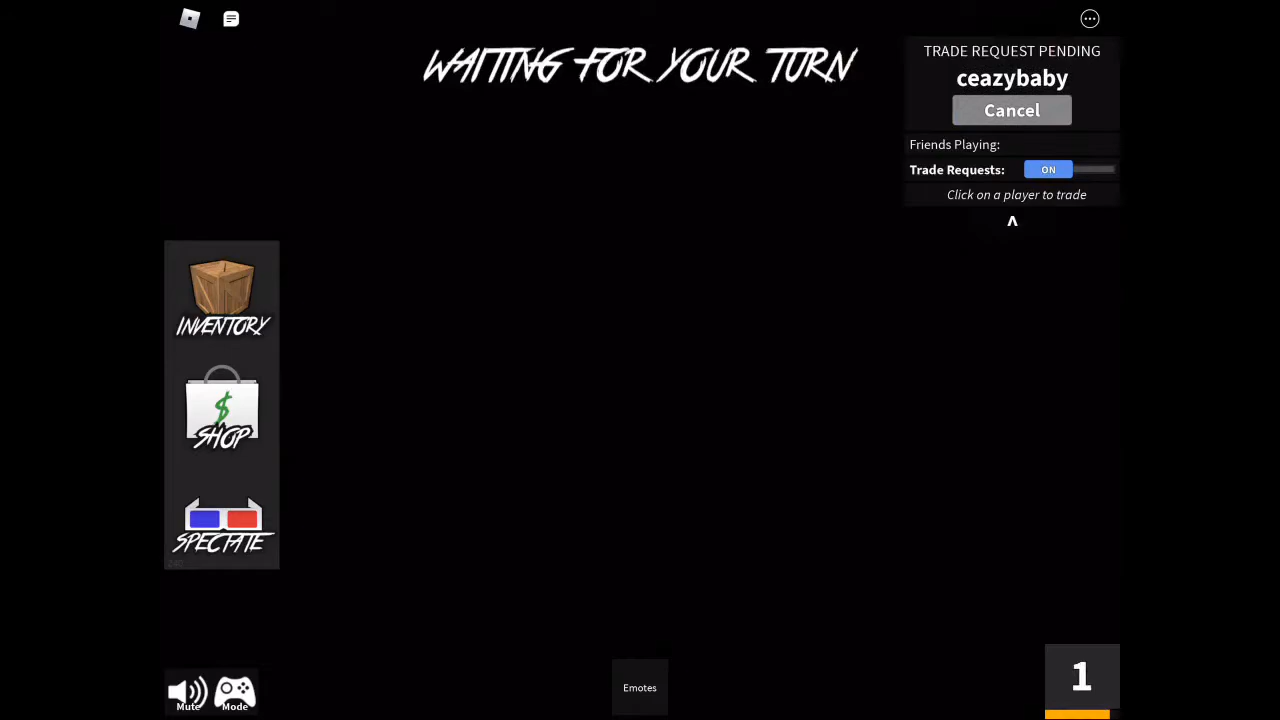 WAITING FOR YOUR TURN
TRADE REQUEST PENDING
ceazybaby
Cancel
Friends Playing:
Trade Requests: ON
Click on a player to trade
^
INVENTORY
$
SHOP
SPECTATE
Mute
Mode
Emotes
1